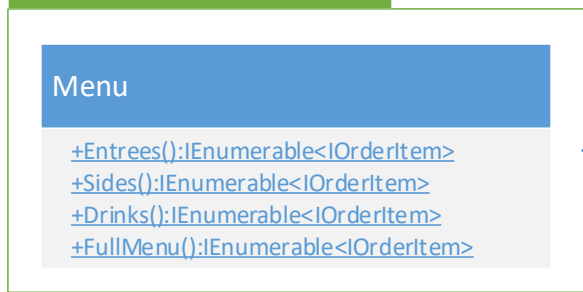 Menu
+Entrees():IEnumerable<IOrderItem>
+Sides():IEnumerable<IOrderItem>
+Drinks():IEnumerable<IOrderItem>
+FullMenu():IEnumerable<IOrderItem>